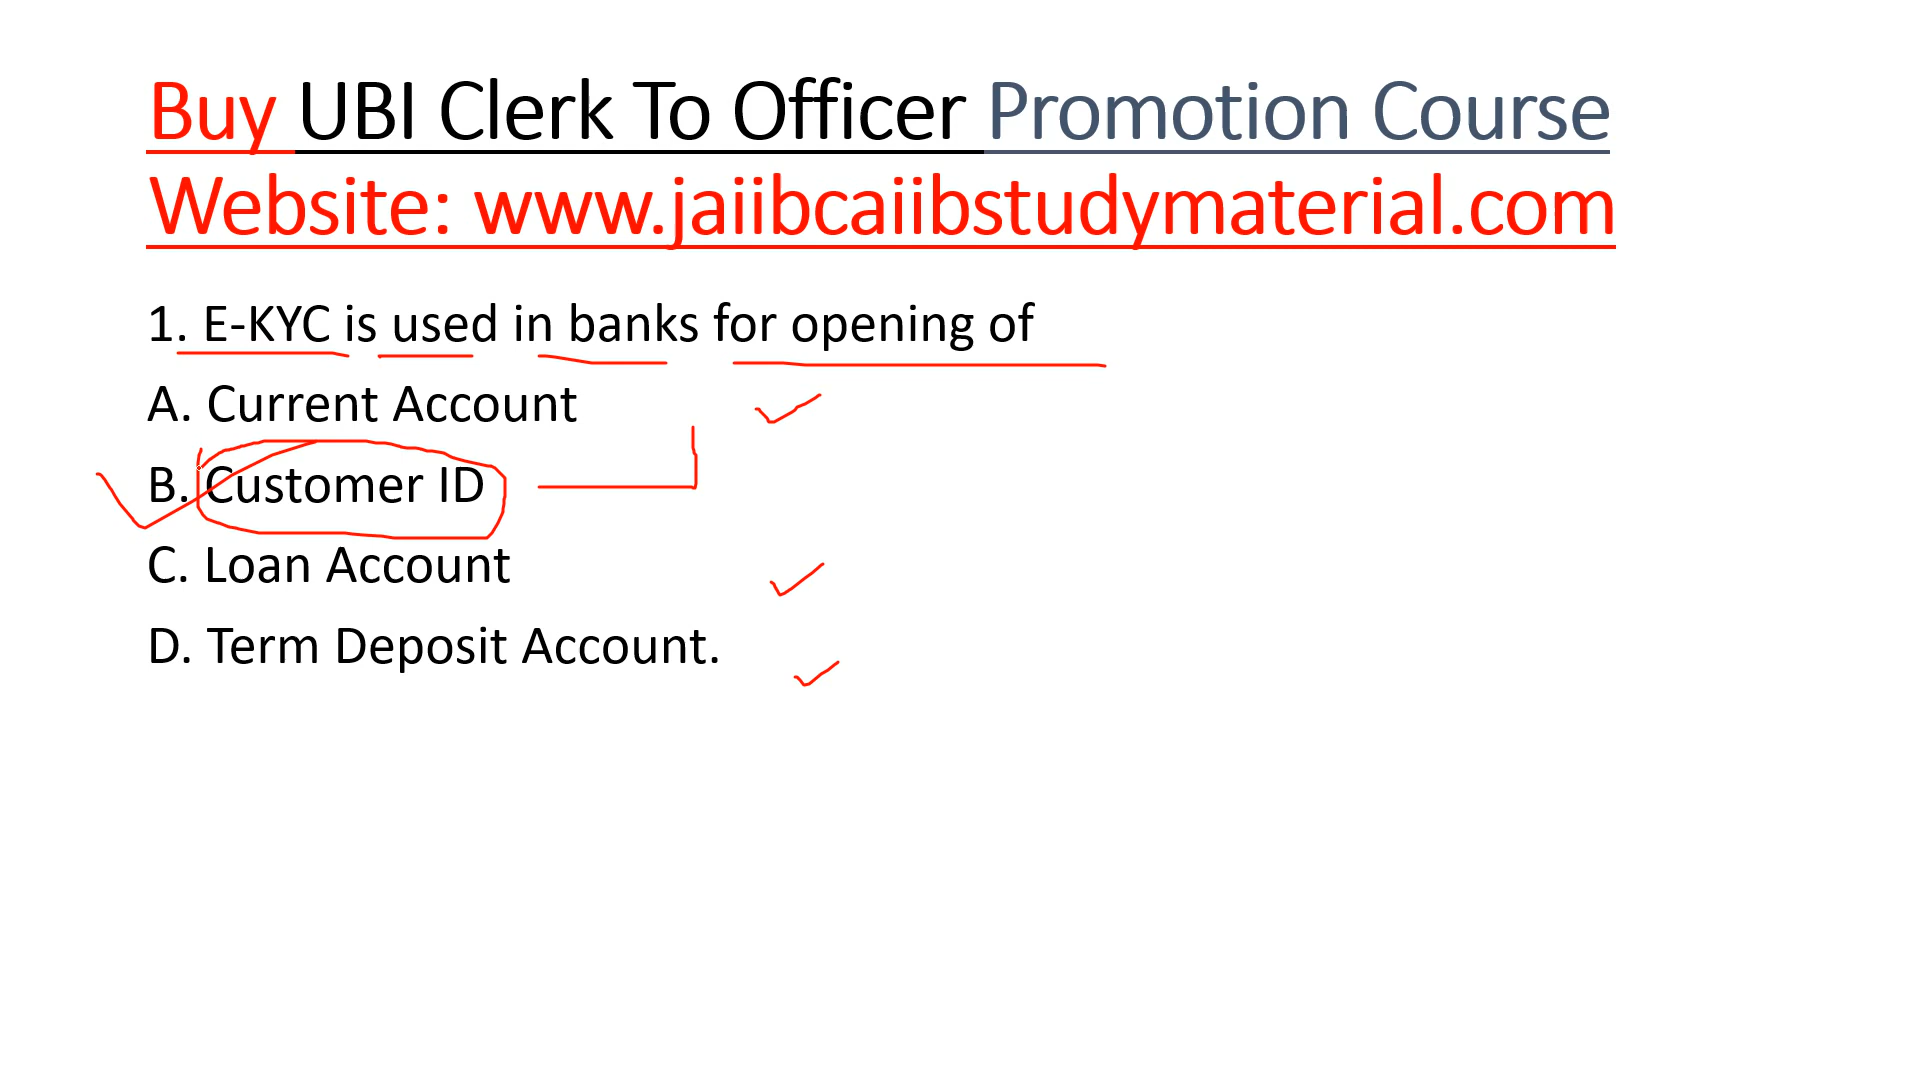 Buy UBI Clerk To Officer Promotion Course
Website: www.jaiibcaiibstudymaterial.com
1. E-KYC is used in banks for opening of
A. Current Account
B. Customer ID
C. Loan Account
D. Term Deposit Account.